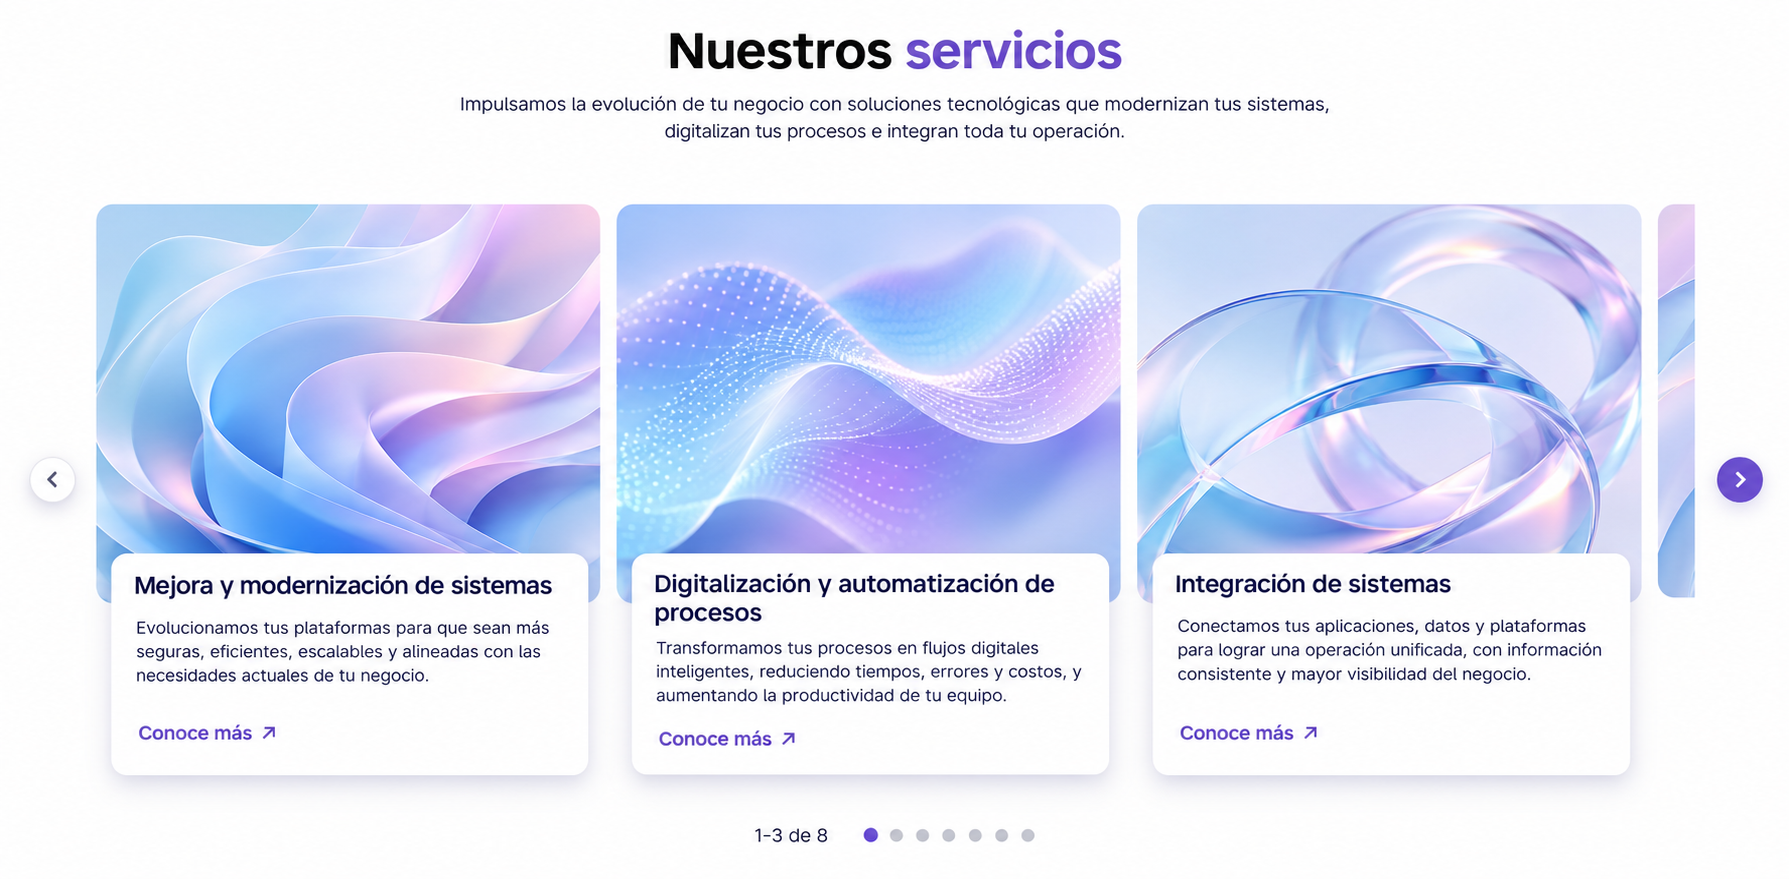 Nuestros servicios
Impulsamos la evolución de tu negocio con soluciones tecnológicas que modernizan tus sistemas,
digitalizan tus procesos e integran toda tu operación.
Mejora y modernización de sistemas
Evolucionamos tus plataformas para que sean más
seguras, eficientes, escalables y alineadas con las
necesidades actuales de tu negocio.
Conoce más
Digitalización y automatización de
procesos
Transformamos tus procesos en flujos digitales
inteligentes, reduciendo tiempos, errores y costos, y
aumentando la productividad de tu equipo.
Conoce más
Integración de sistemas
Conectamos tus aplicaciones, datos y plataformas
para lograr una operación unificada, con información
consistente y mayor visibilidad del negocio.
Conoce más
1-3 de 8